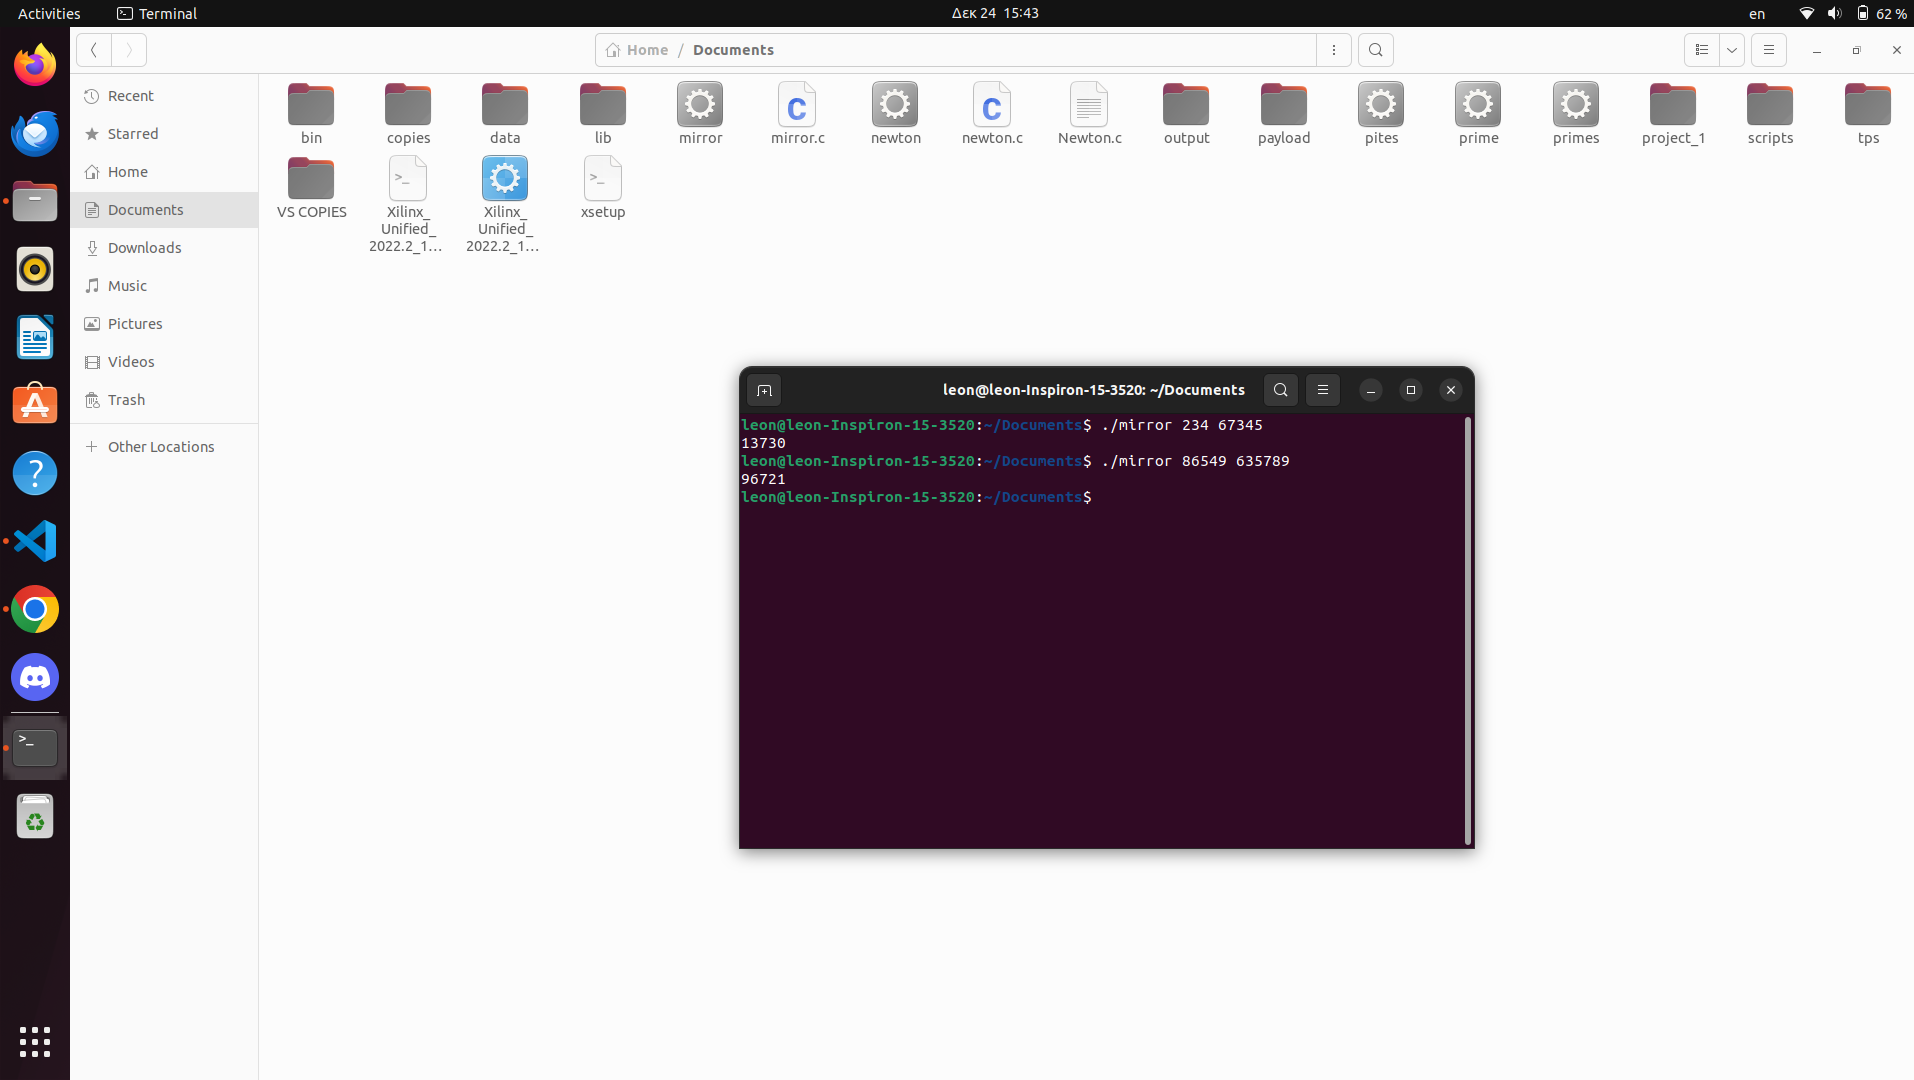 Activities
Terminal
Δεκ 24 15:43
en
62 %
Home / Documents
Recent
Starred
Home
Documents
Downloads
Music
Pictures
Videos
Trash
Other Locations
bin
copies
data
lib
mirror
mirror.c
newton
newton.c
Newton.c
output
payload
pites
prime
primes
project_1
scripts
tps
VS COPIES
Xilinx_
Unified_
2022.2_1...
Xilinx_
Unified_
2022.2_1...
xsetup
leon@leon-Inspiron-15-3520: ~/Documents
leon@leon-Inspiron-15-3520:~/Documents$ ./mirror 234 67345
13730
leon@leon-Inspiron-15-3520:~/Documents$ ./mirror 86549 635789
96721
leon@leon-Inspiron-15-3520:~/Documents$